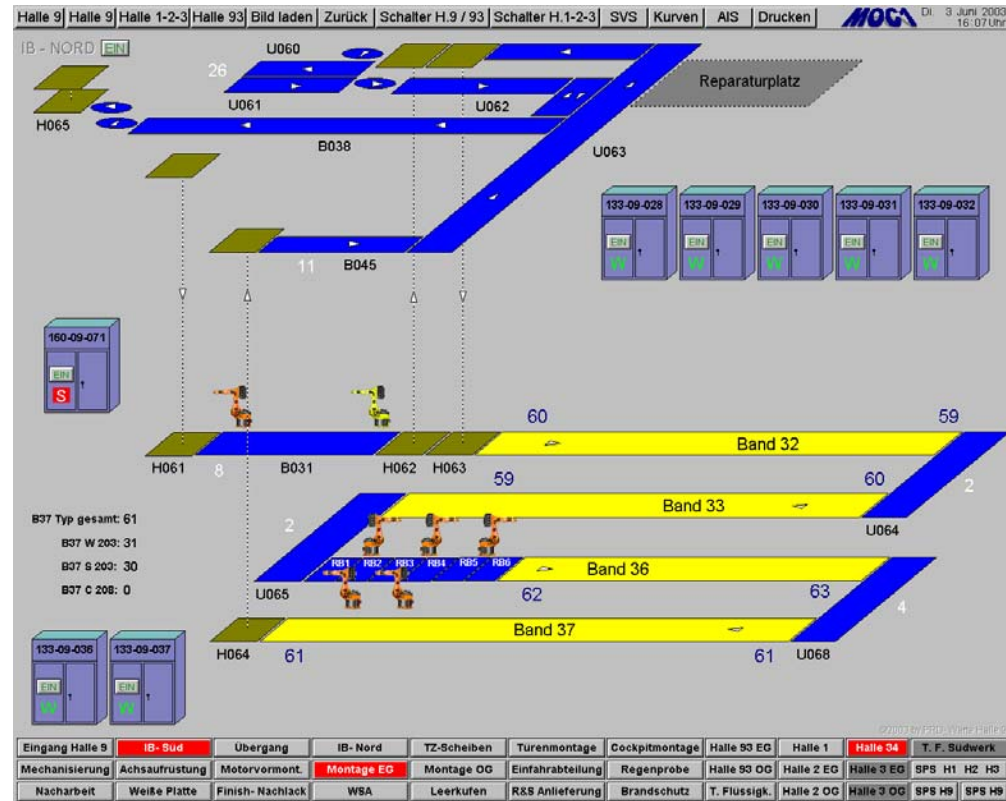 Halle 9 Halle 9 Halle 1-2-3 Halle 93 Bild laden Zurück Schalter H.9 / 93 Schalter H.1-2-3 SVS Kurven AIS Drucken MOGA Di. 3 Juni 2003
16:07 Uhr
IB - NORD EIN
U060
26
Reparaturplatz
U061
U062
H065
B038
U063
133-09-028 133-09-029 133-09-030 133-09-031 133-09-032
EIN EIN EIN EIN EIN
W W W W W
11 B045
160-09-071
EIN
S
60 59
Band 32
H061 8 B031 H062 H063
59 60 2
Band 33
2 U064
B37 Typ gesamt: 61
B37 W 203: 31
B37 S 203: 30
B37 C 208: 0
RB1 RB2 RB3 RB4 RB5 RB6
Band 36
U065 62 63 4
Band 37
133-09-036 133-09-037
H064 61 61 U068
EIN EIN
W W
Eingang Halle 9 IB- Süd Übergang IB- Nord TZ-Scheiben Türenmontage Cockpitmontage Halle 93 EG Halle 1 Halle 34 T. F. Südwerk
Mechanisierung Achsaufrüstung Motorvormont. Montage EG Montage OG Einfahrabteilung Regenprobe Halle 93 OG Halle 2 EG Halle 3 EG SPS H1 H2 H3
Nacharbeit Weiße Platte Finish- Nachlack WSA Leerkufen R&S Anlieferung Brandschutz T. Flüssigk. Halle 2 OG Halle 3 OG SPS H9 SPS H9